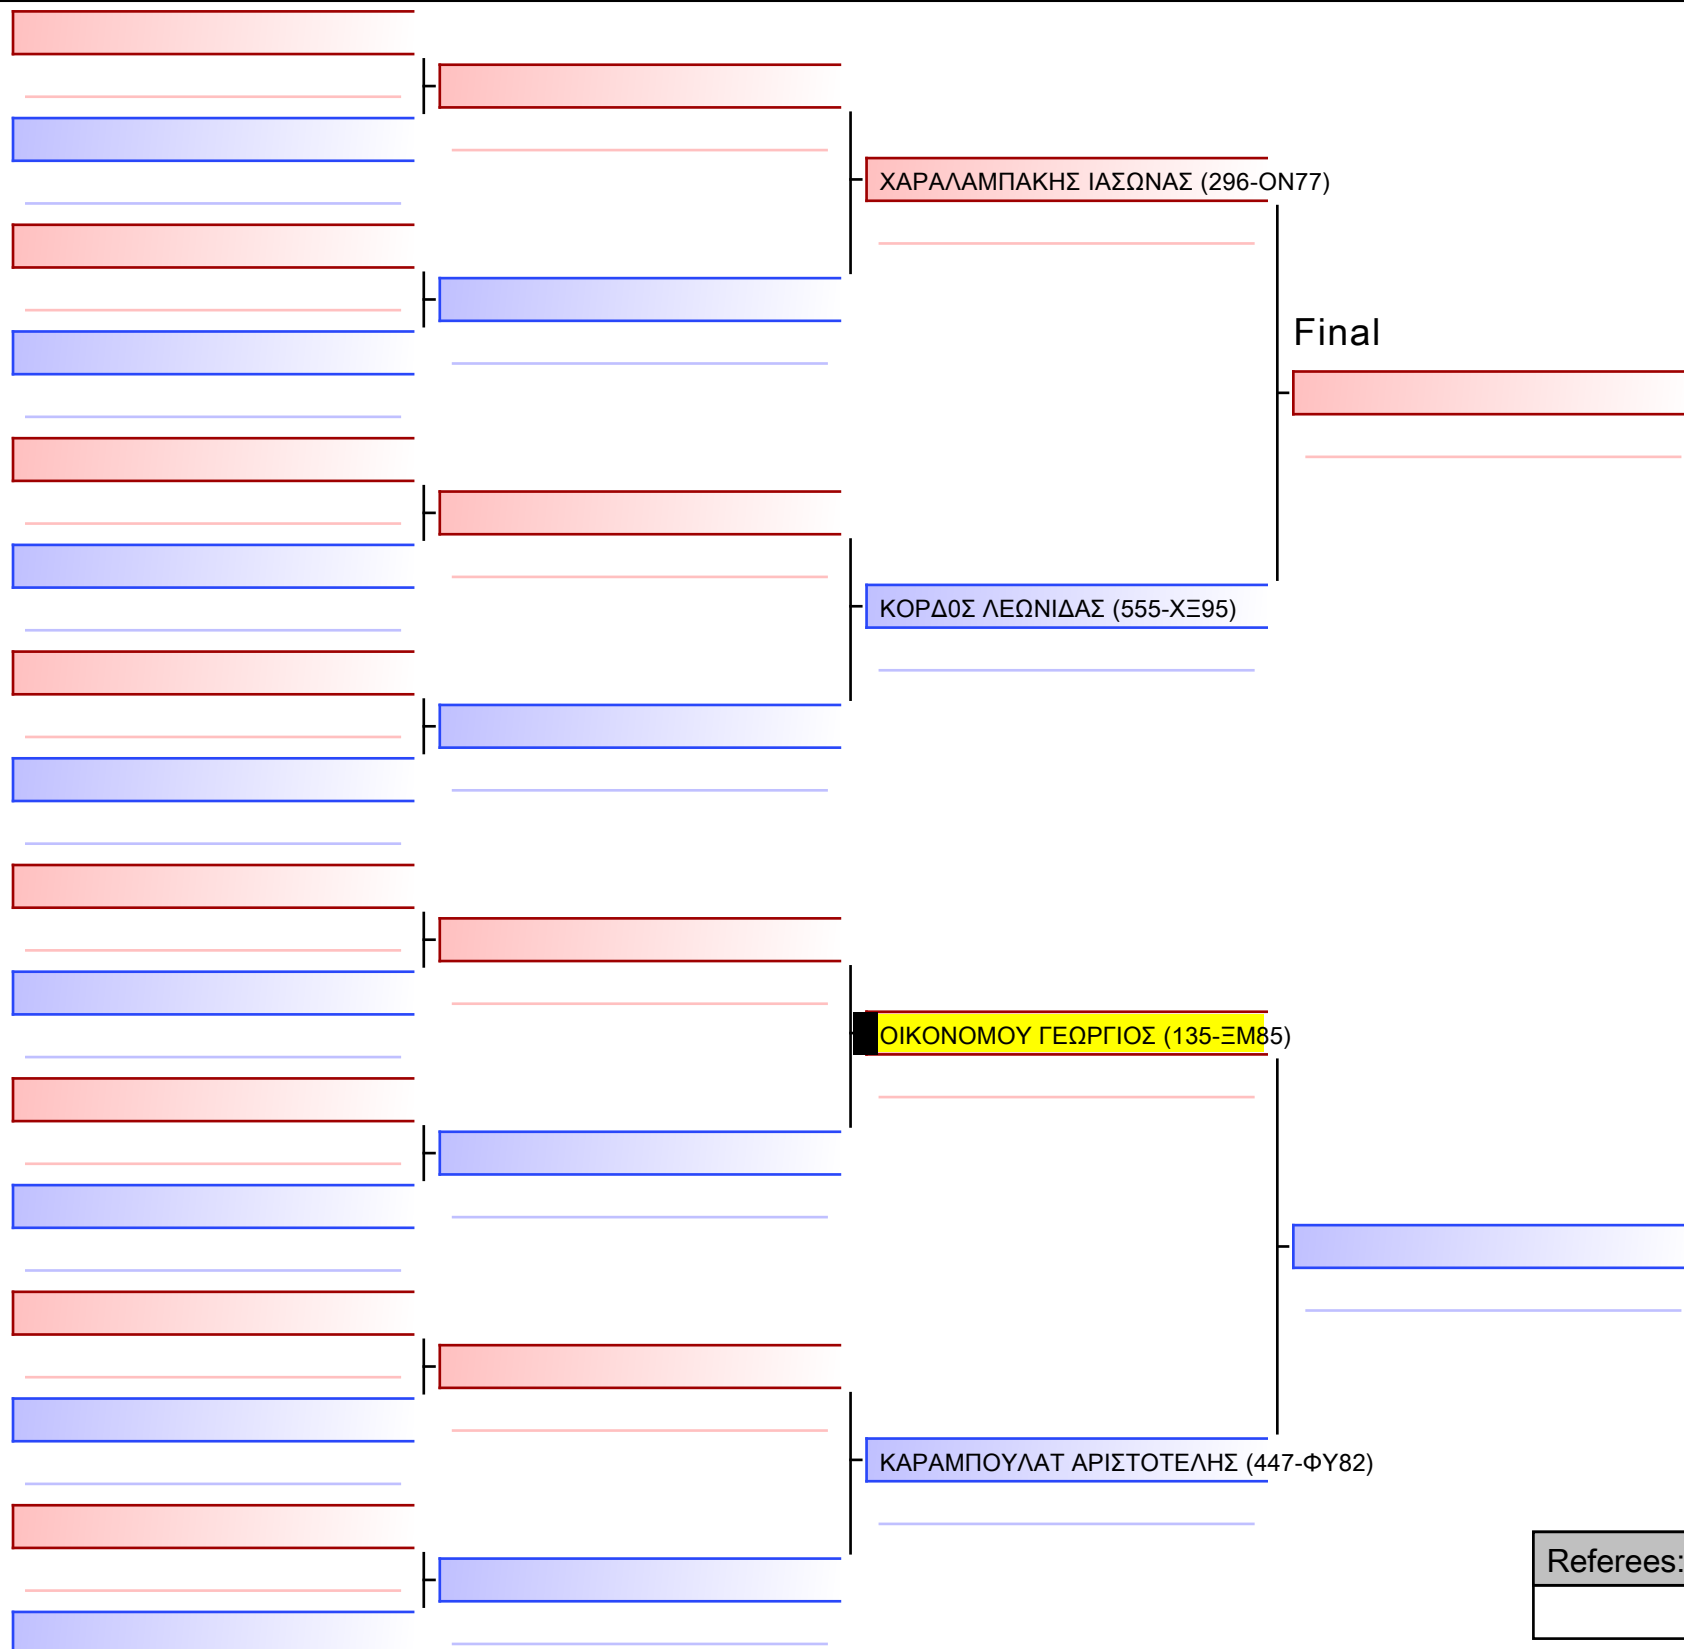 ΧΑΡΑΛΑΜΠΑΚΗΣ ΙΑΣΩΝΑΣ (296-ΟΝ77)
Final
ΚΟΡΔ0Σ ΛΕΩΝΙΔΑΣ (555-ΧΞ95)
ΟΙΚΟΝΟΜΟΥ ΓΕΩΡΓΙΟΣ (135-ΞΜ85)
ΚΑΡΑΜΠΟΥΛΑΤ ΑΡΙΣΤΟΤΕΛΗΣ (447-ΦΥ82)
Referees: